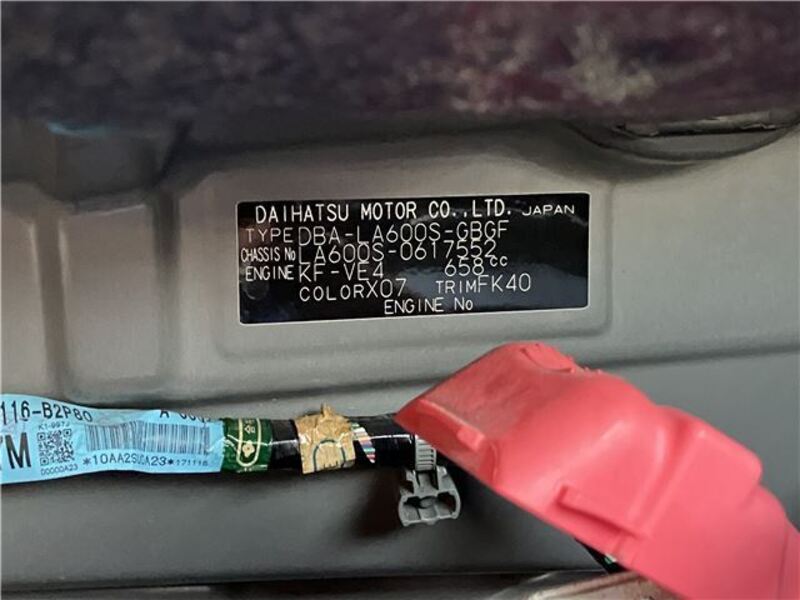 DAIHATSU MOTOR CO.,LTD. JAPAN
TYPE DBA-LA600S-GBGF
CHASSIS No LA600S-0617552
ENGINE KF-VE4 658cc
COLOR X07 TRIM FK40
ENGINE No
116-B2P80 A
M
00000A23